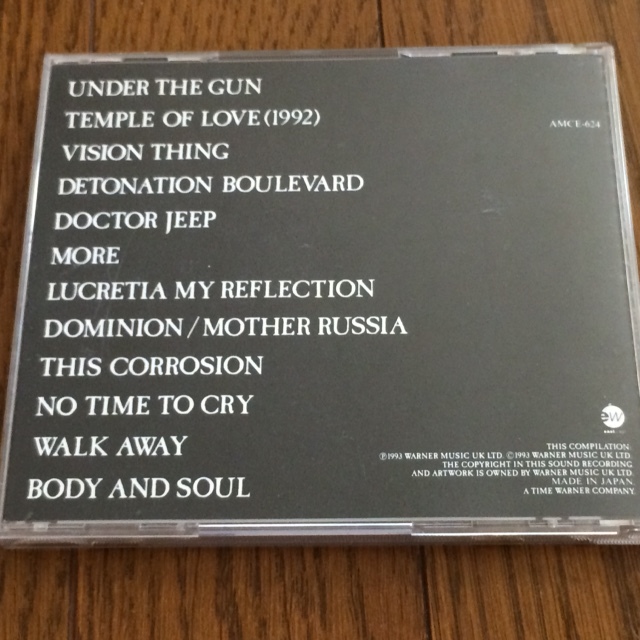 UNDER THE GUN
TEMPLE OF LOVE (1992)
AMCE-624
VISION THING
DETONATION BOULEVARD
DOCTOR JEEP
MORE
LUCRETIA MY REFLECTION
DOMINION / MOTHER RUSSIA
THIS CORROSION
NO TIME TO CRY
WALK AWAY
BODY AND SOUL
ew
THIS COMPILATION.
℗1993 WARNER MUSIC UK LTD. ©1993 WARNER MUSIC UK LTD.
THE COPYRIGHT IN THIS SOUND RECORDING
AND ARTWORK IS OWNED BY WARNER MUSIC UK LTD.
MADE IN JAPAN.
A TIME WARNER COMPANY.